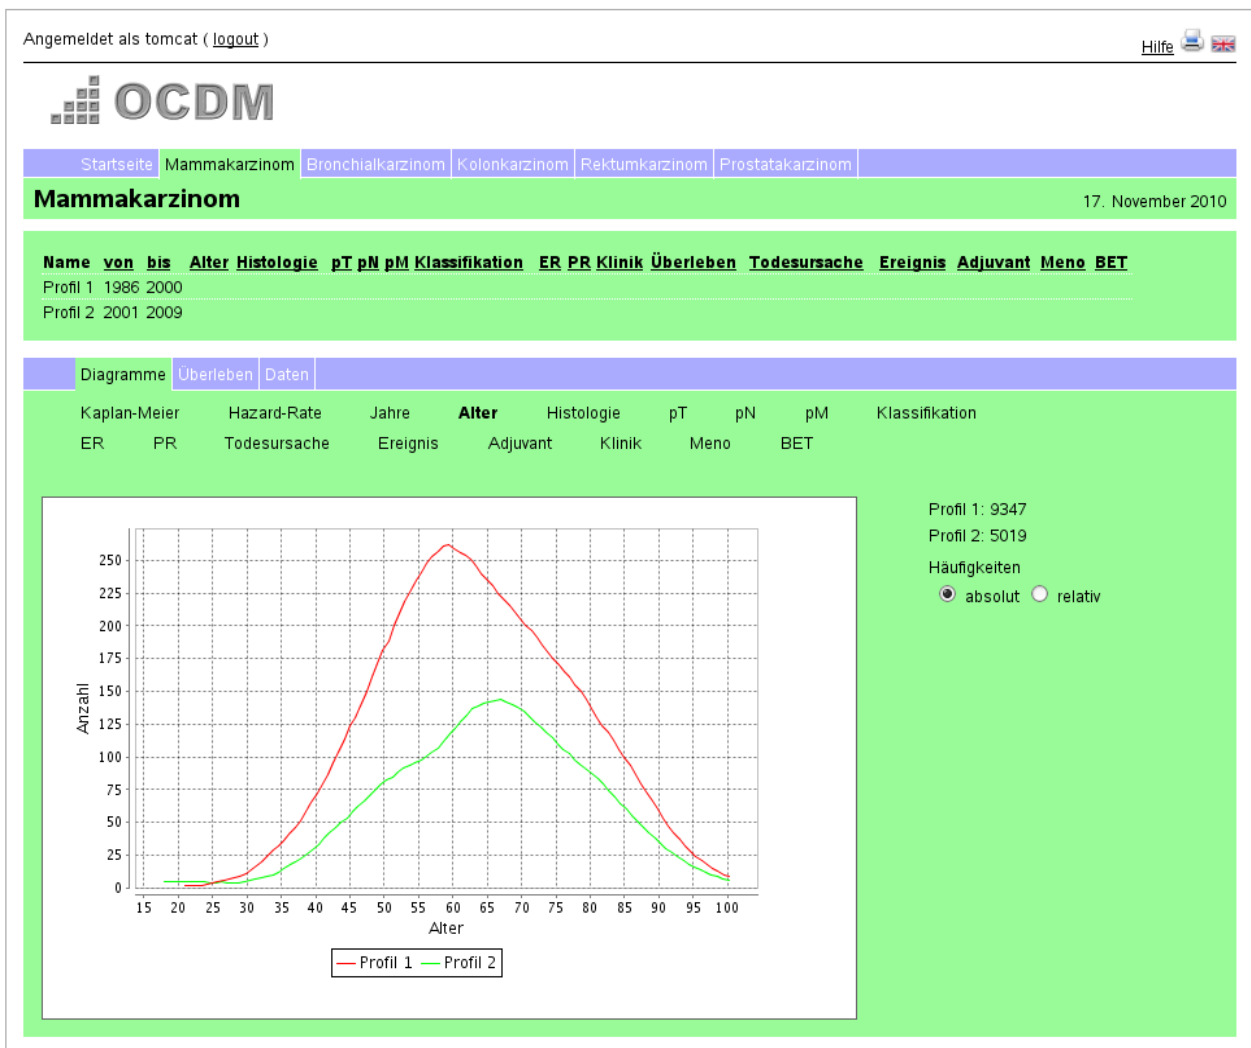 Angemeldet als tomcat ( logout )
Hilfe
OCDM
Startseite Mammakarzinom Bronchialkarzinom Kolonkarzinom Rektumkarzinom Prostatakarzinom
Mammakarzinom 17. November 2010
Name von bis Alter Histologie pT pN pM Klassifikation ER PR Klinik Überleben Todesursache Ereignis Adjuvant Meno BET
Profil 1 1986 2000
Profil 2 2001 2009
Diagramme Überleben Daten
Kaplan-Meier Hazard-Rate Jahre Alter Histologie pT pN pM Klassifikation
ER PR Todesursache Ereignis Adjuvant Klinik Meno BET
Profil 1: 9347
Profil 2: 5019
Häufigkeiten
absolut relativ
Anzahl
250
225
200
175
150
125
100
75
50
25
0
15 20 25 30 35 40 45 50 55 60 65 70 75 80 85 90 95 100
Alter
Profil 1 Profil 2